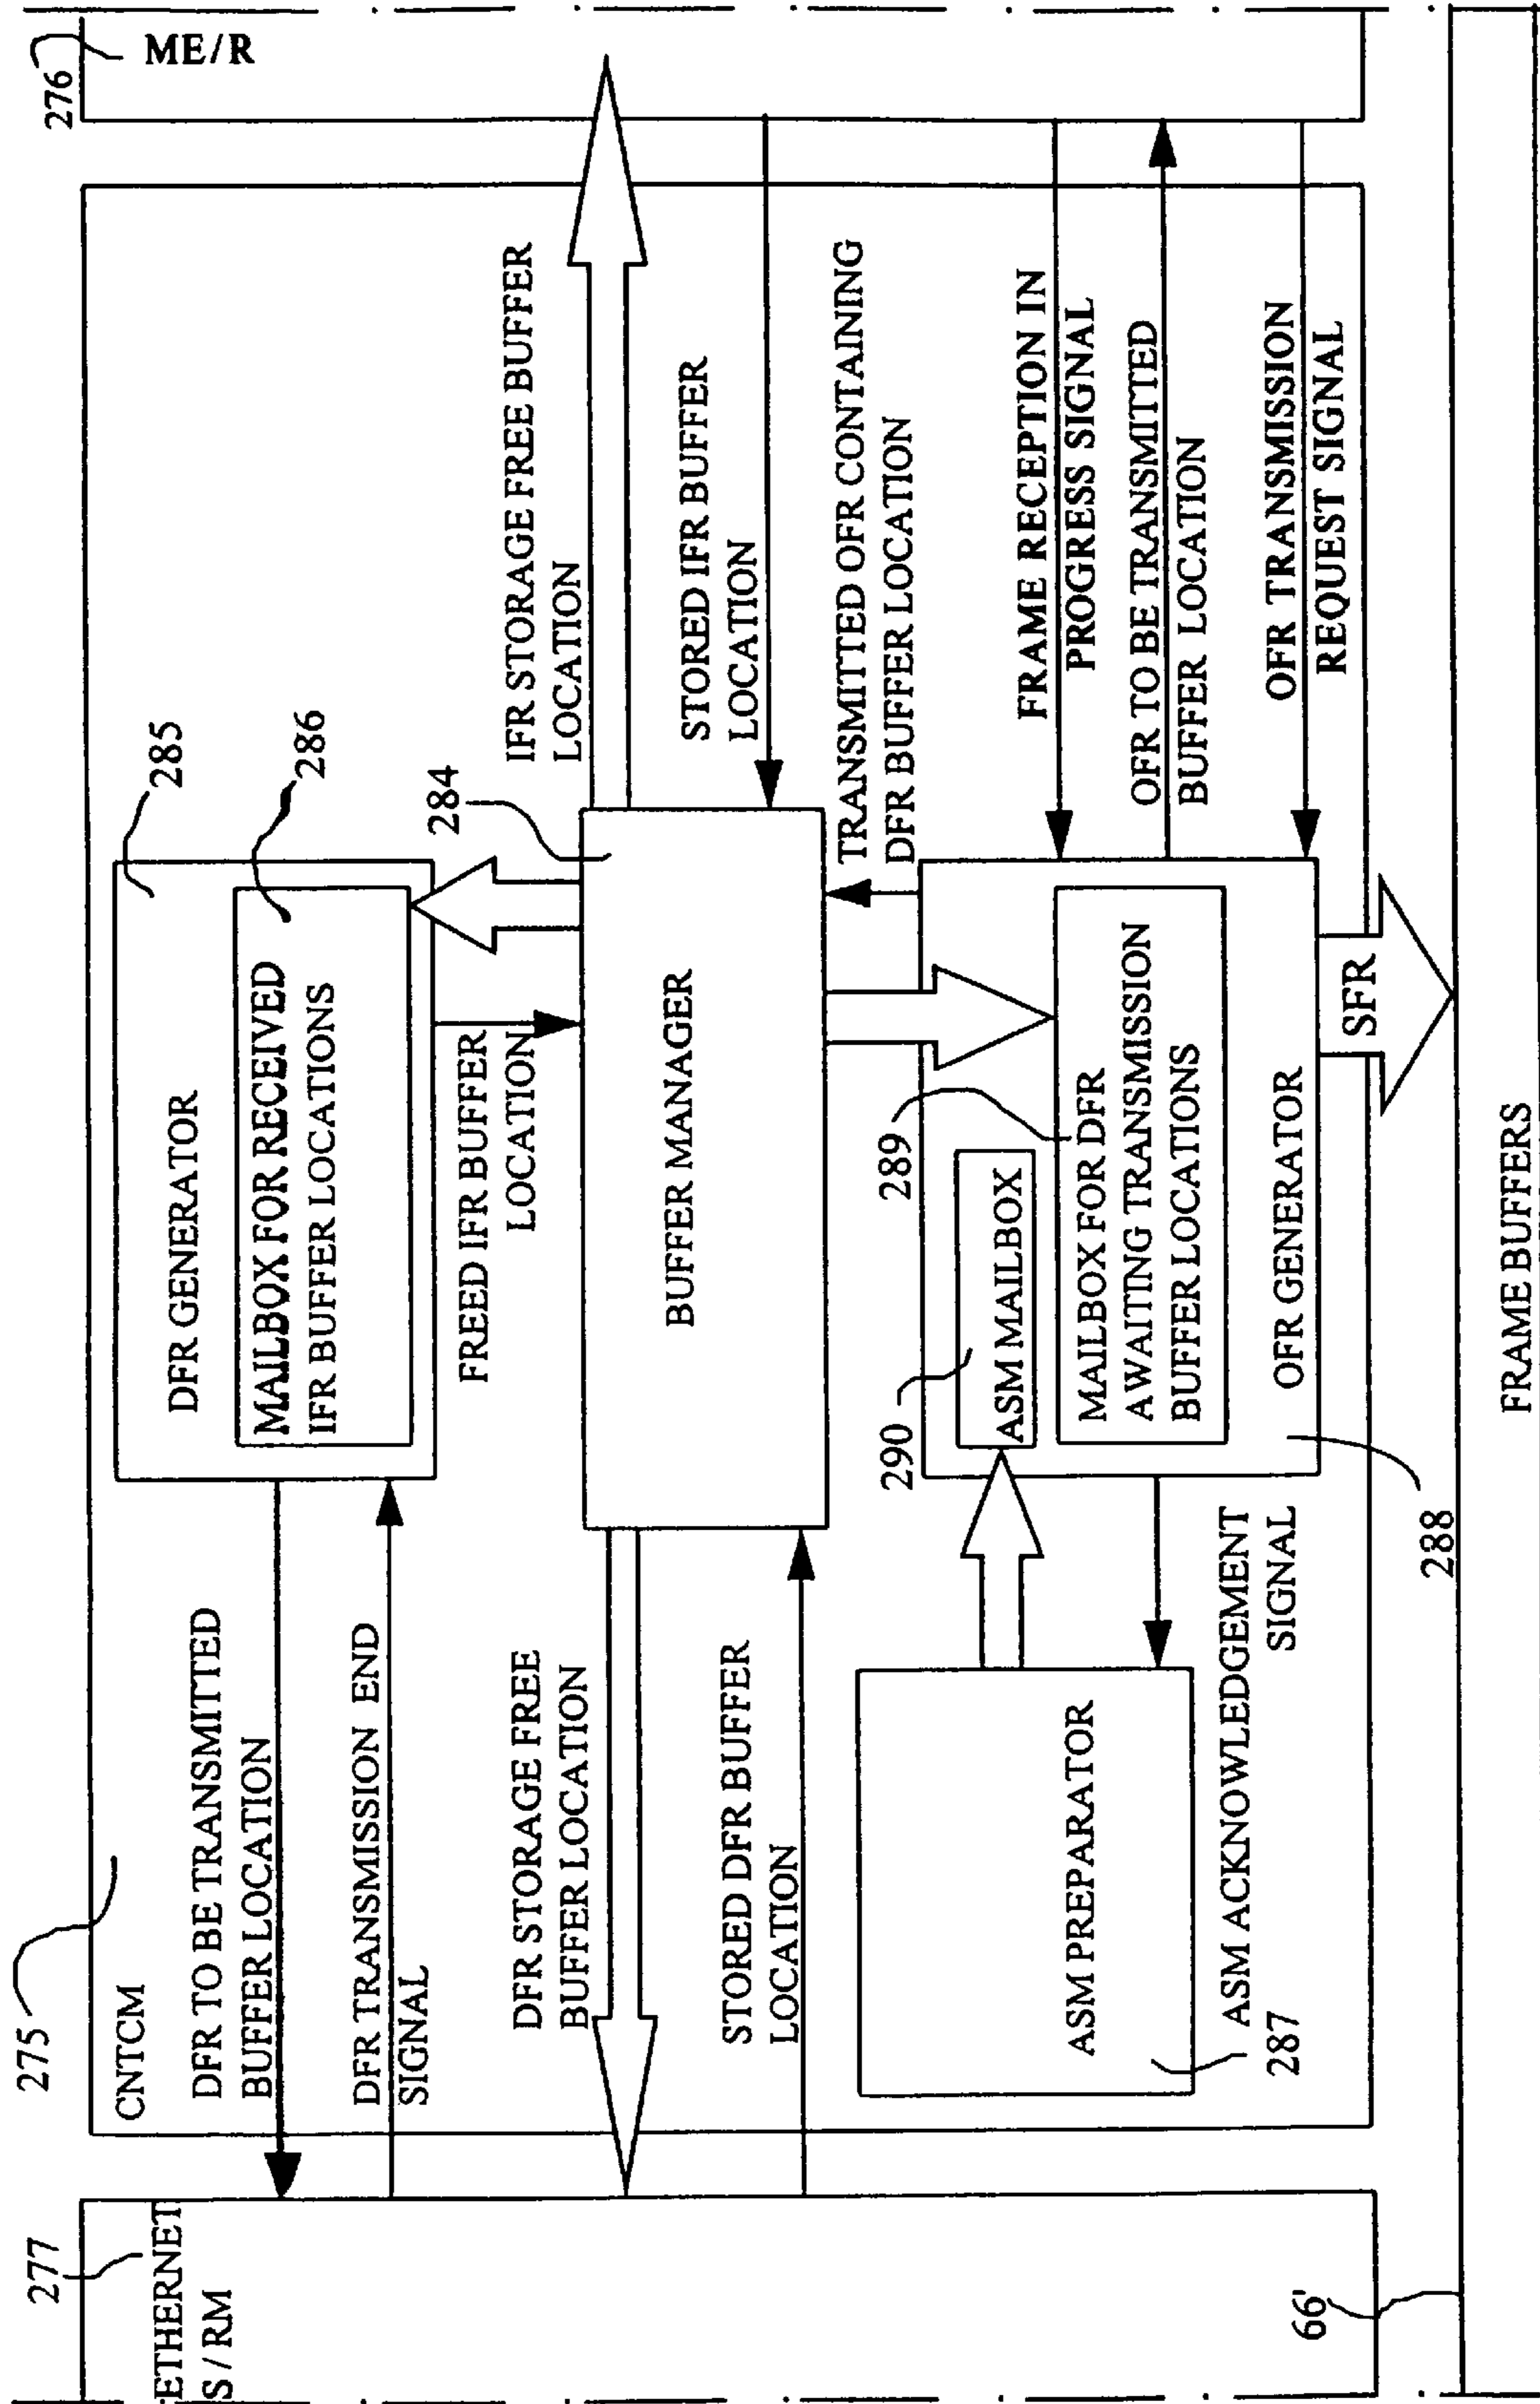 277
ETHERNET
S / RM
275
CNTCM
DFR TO BE TRANSMITTED
BUFFER LOCATION
DFR TRANSMISSION END
SIGNAL
DFR STORAGE FREE
BUFFER LOCATION
STORED DFR BUFFER
LOCATION
ASM PREPARATOR
287
ASM ACKNOWLEDGEMENT
SIGNAL
285
DFR GENERATOR
286
MAILBOX FOR RECEIVED
IFR BUFFER LOCATIONS
FREED IFR BUFFER
LOCATION
284
BUFFER MANAGER
290
ASM MAILBOX
289
MAILBOX FOR DFR
AWAITING TRANSMISSION
BUFFER LOCATIONS
OFR GENERATOR
288
SFR
IFR STORAGE FREE BUFFER
LOCATION
STORED IFR BUFFER
LOCATION
TRANSMITTED OFR CONTAINING
DFR BUFFER LOCATION
FRAME RECEPTION IN
PROGRESS SIGNAL
OFR TO BE TRANSMITTED
BUFFER LOCATION
OFR TRANSMISSION
REQUEST SIGNAL
276
ME/R
66'
FRAME BUFFERS